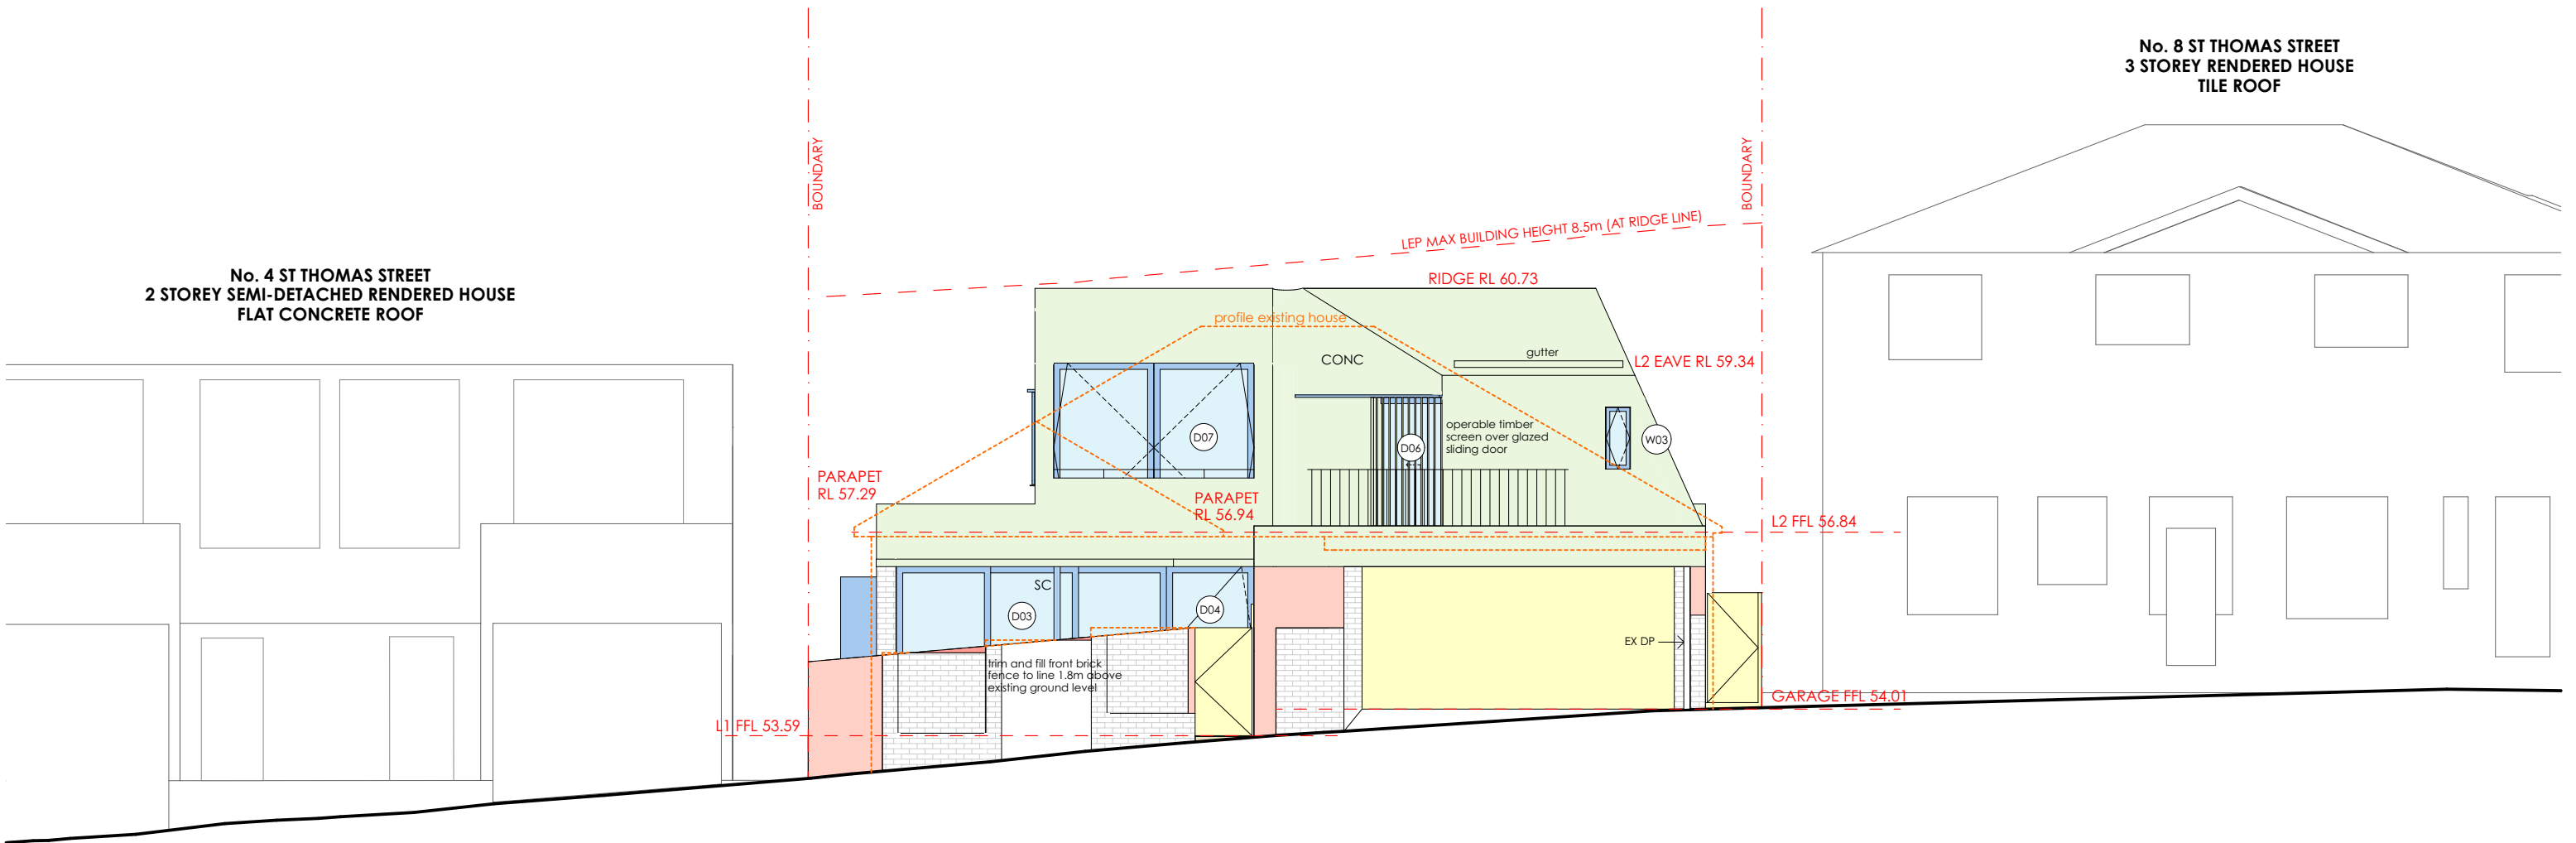 No. 8 ST THOMAS STREET
3 STOREY RENDERED HOUSE
TILE ROOF
BOUNDARY
BOUNDARY
LEP MAX BUILDING HEIGHT 8.5m (AT RIDGE LINE)
No. 4 ST THOMAS STREET
2 STOREY SEMI-DETACHED RENDERED HOUSE
FLAT CONCRETE ROOF
RIDGE RL 60.73
profile existing house
CONC
gutter
L2 EAVE RL 59.34
D07
D06
operable timber
screen over glazed
sliding door
W03
PARAPET
RL 57.29
PARAPET
RL 56.94
L2 FFL 56.84
SC
D03
D04
EX DP
trim and fill front brick
fence to line 1.8m above
existing ground level
L1 FFL 53.59
GARAGE FFL 54.01